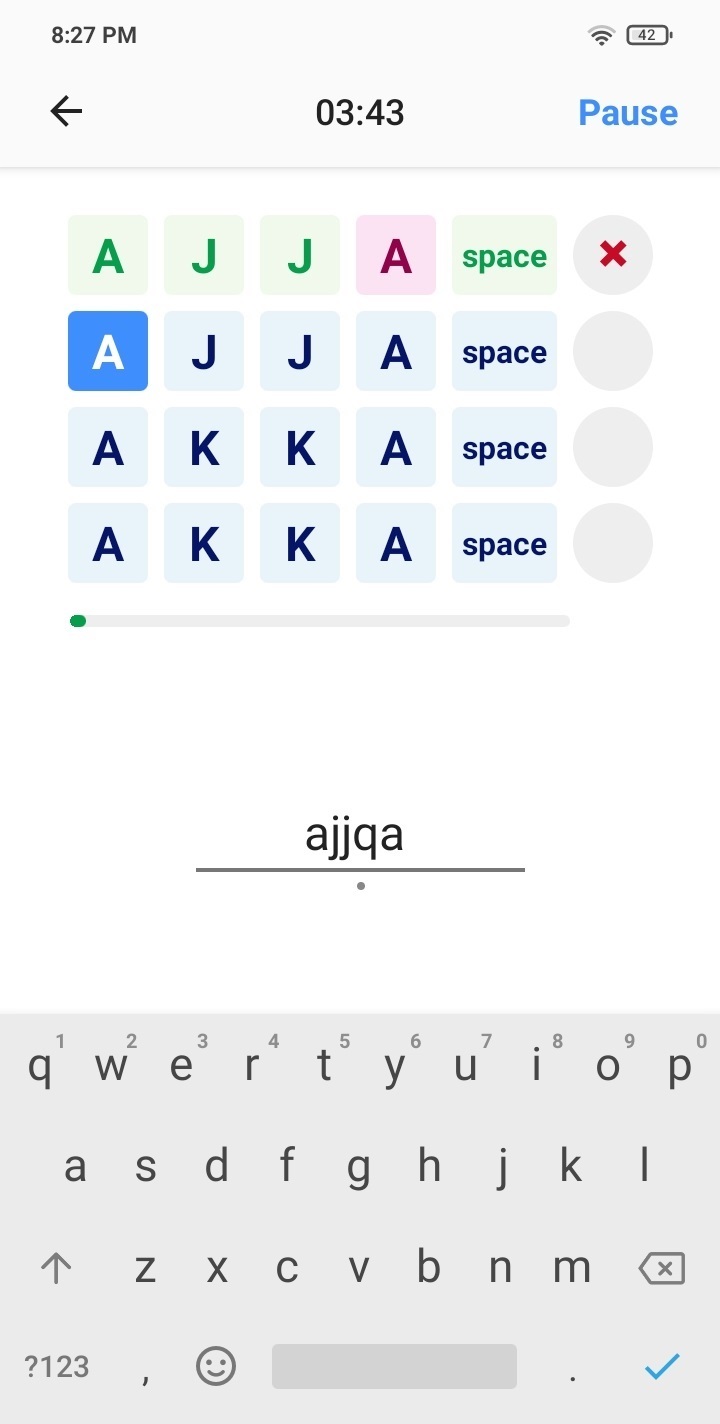 8:27 PM 42
03:43 Pause
A J J A space
A J J A space
A K K A space
A K K A space
ajjqa
1 2 3 4 5 6 7 8 9 0
q w e r t y u i o p
a s d f g h j k l
z x c v b n m
?123 , .